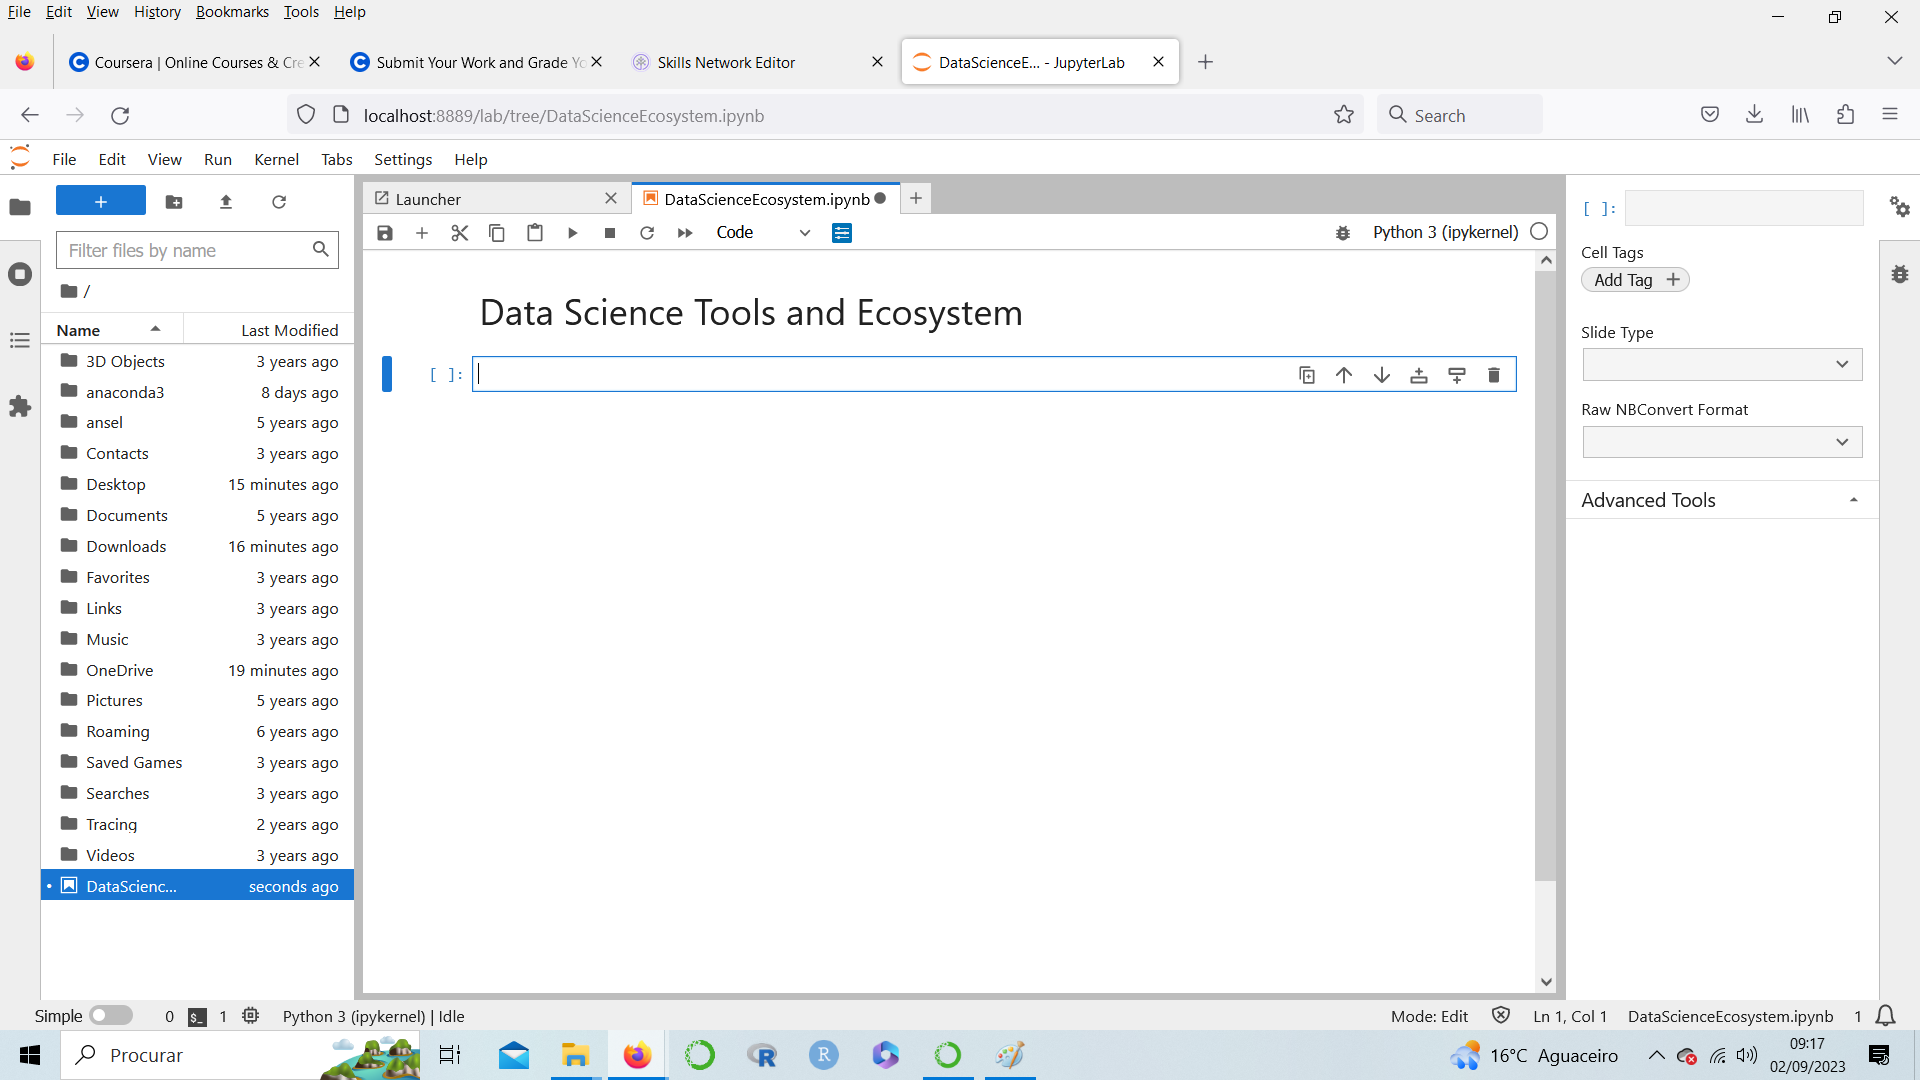 File Edit View History Bookmarks Tools Help
Coursera | Online Courses & Cre
Submit Your Work and Grade Yo
Skills Network Editor
DataScienceE... - JupyterLab
localhost:8889/lab/tree/DataScienceEcosystem.ipynb
Search
File Edit View Run Kernel Tabs Settings Help
Launcher
DataScienceEcosystem.ipynb
Filter files by name
Code
Python 3 (ipykernel)
/
Name Last Modified
3D Objects 3 years ago
anaconda3 8 days ago
ansel 5 years ago
Contacts 3 years ago
Desktop 15 minutes ago
Documents 5 years ago
Downloads 16 minutes ago
Favorites 3 years ago
Links 3 years ago
Music 3 years ago
OneDrive 19 minutes ago
Pictures 5 years ago
Roaming 6 years ago
Saved Games 3 years ago
Searches 3 years ago
Tracing 2 years ago
Videos 3 years ago
DataScienc... seconds ago
Data Science Tools and Ecosystem
[ ]:
[ ]:
Cell Tags
Add Tag +
Slide Type
Raw NBConvert Format
Advanced Tools
Simple 0 $_ 1 Python 3 (ipykernel) | Idle
Mode: Edit Ln 1, Col 1 DataScienceEcosystem.ipynb 1
Procurar
R
R
16°C Aguaceiro
09:17
02/09/2023